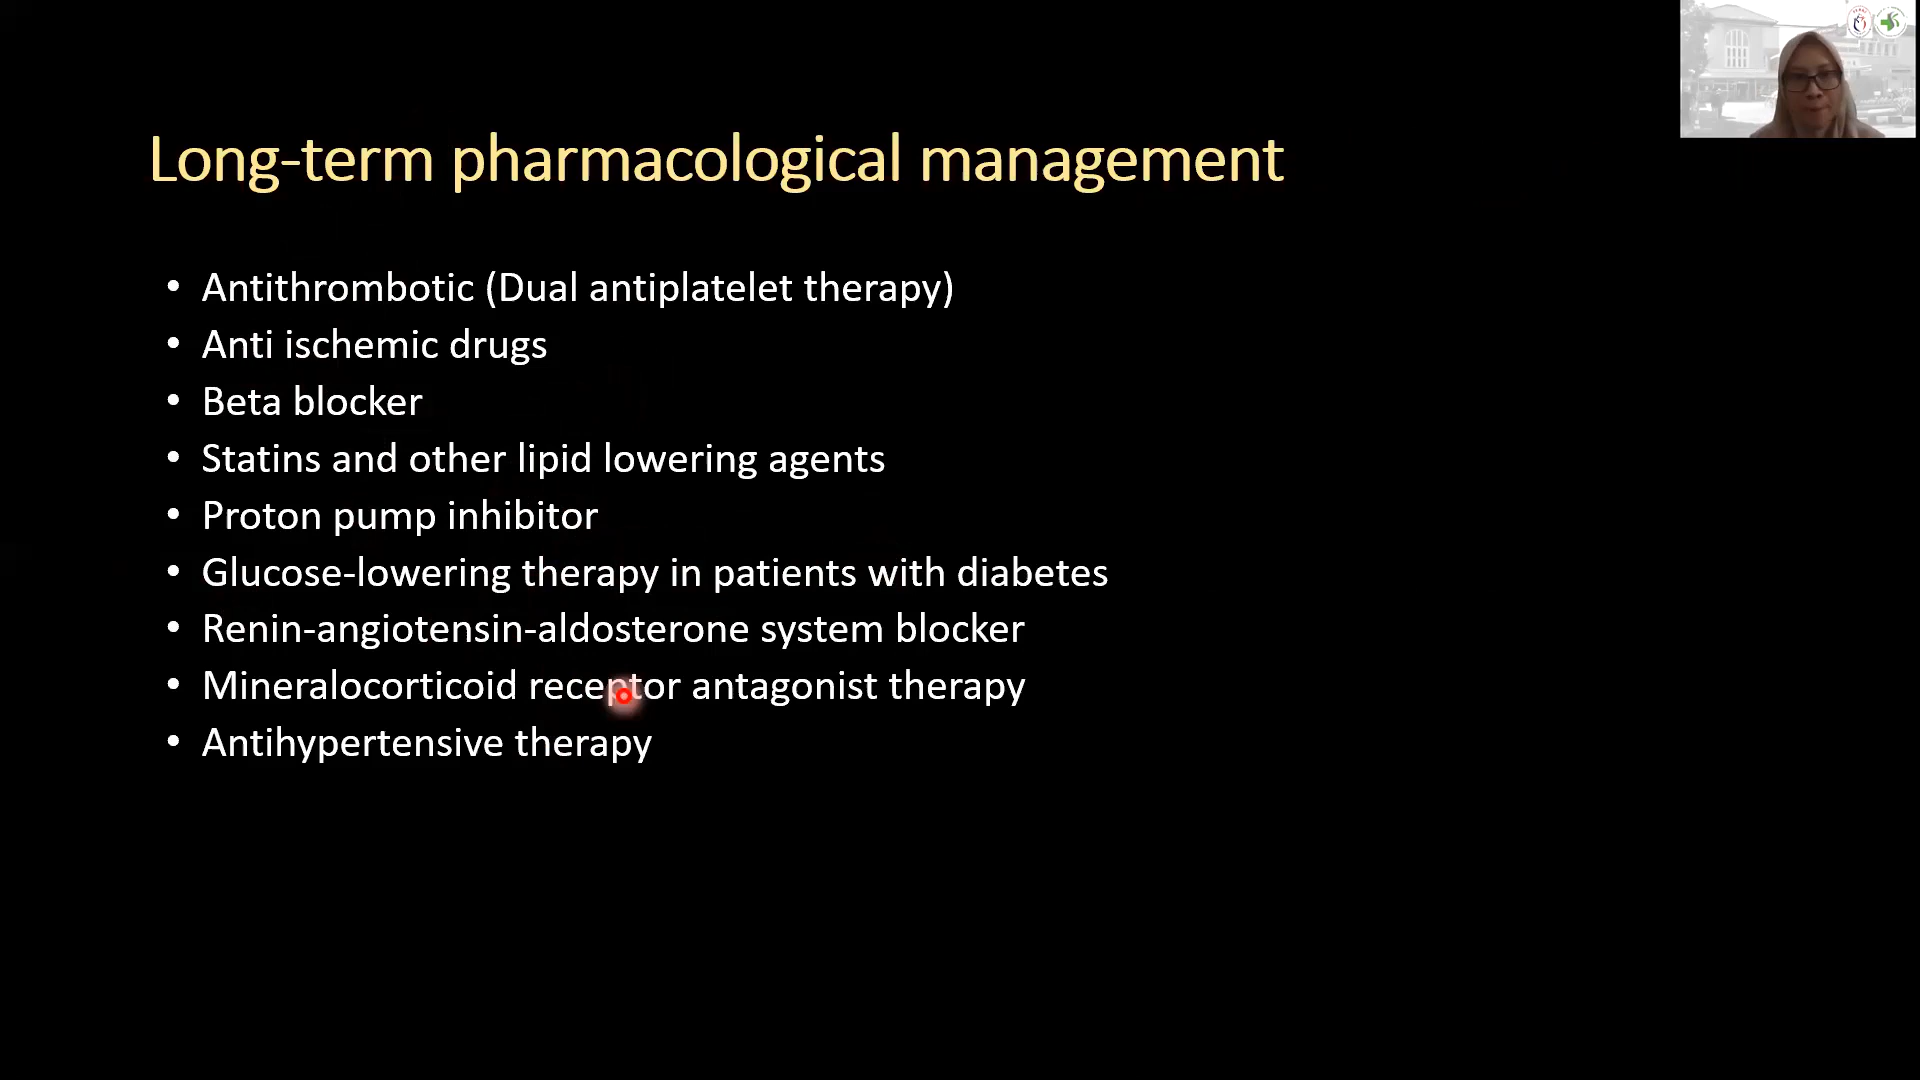 Long-term pharmacological management
• Antithrombotic (Dual antiplatelet therapy)
• Anti ischemic drugs
• Beta blocker
• Statins and other lipid lowering agents
• Proton pump inhibitor
• Glucose-lowering therapy in patients with diabetes
• Renin-angiotensin-aldosterone system blocker
• Mineralocorticoid receptor antagonist therapy
• Antihypertensive therapy